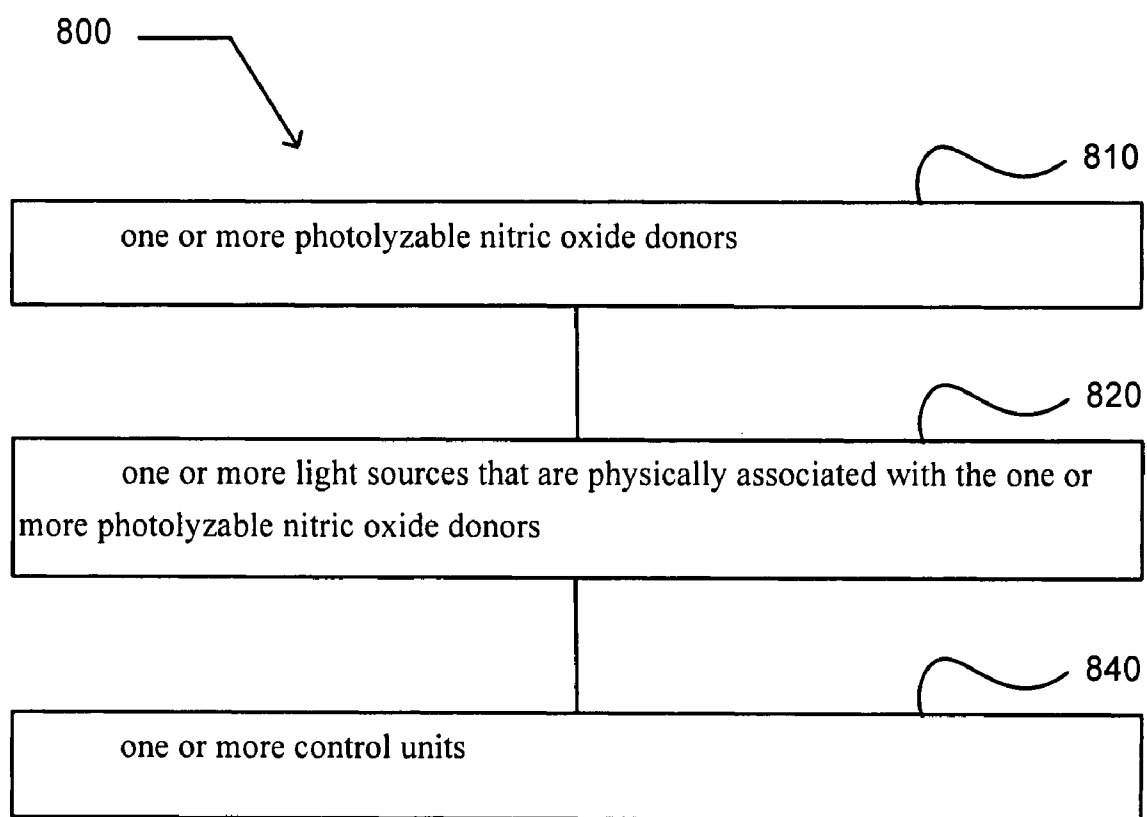 800
810
one or more photolyzable nitric oxide donors
820
one or more light sources that are physically associated with the one or
more photolyzable nitric oxide donors
840
one or more control units